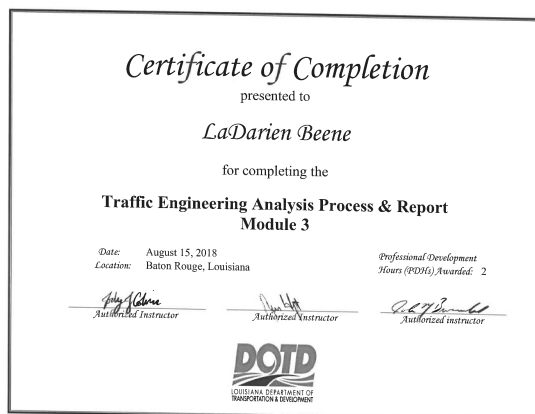 Certificate of Completion
presented to
LaDarien Beene
for completing the
Traffic Engineering Analysis Process & Report
Module 3
Date: August 15, 2018
Location: Baton Rouge, Louisiana
Professional Development
Hours (PDHs) Awarded: 2
Authorized Instructor
Authorized Instructor
Authorized instructor
DOTD
LOUISIANA DEPARTMENT OF
TRANSPORTATION & DEVELOPMENT